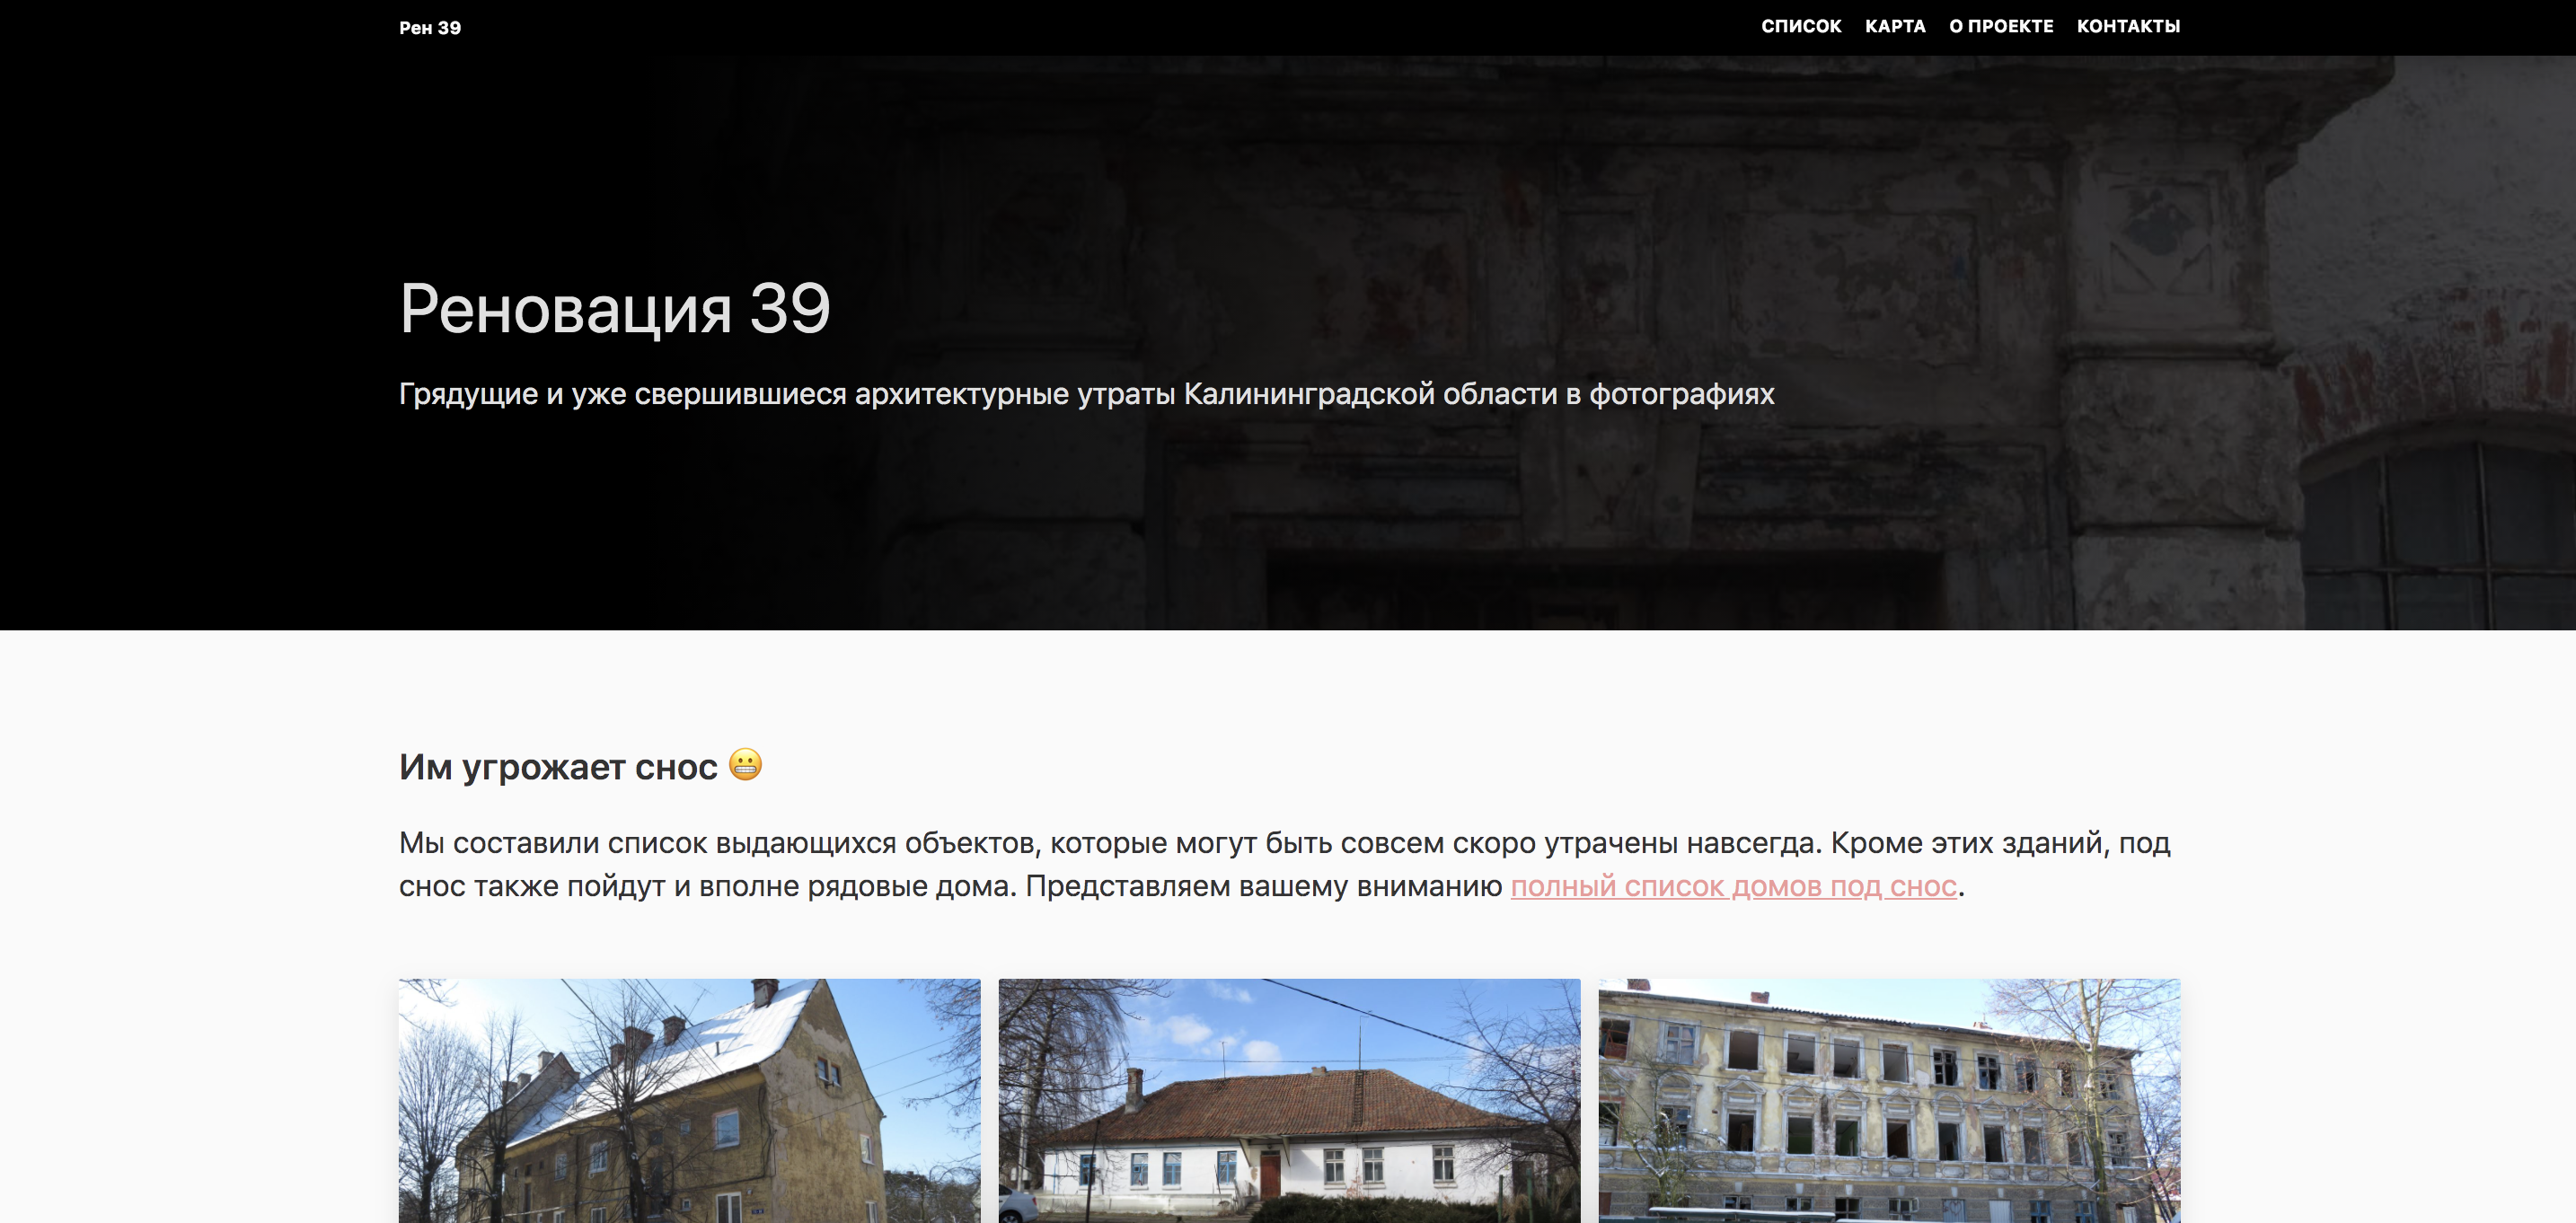 Рен 39
СПИСОК КАРТА О ПРОЕКТЕ КОНТАКТЫ
Реновация 39
Грядущие и уже свершившиеся архитектурные утраты Калининградской области в фотографиях
Им угрожает снос 😬
Мы составили список выдающихся объектов, которые могут быть совсем скоро утрачены навсегда. Кроме этих зданий, под
снос также пойдут и вполне рядовые дома. Представляем вашему вниманию полный список домов под снос.